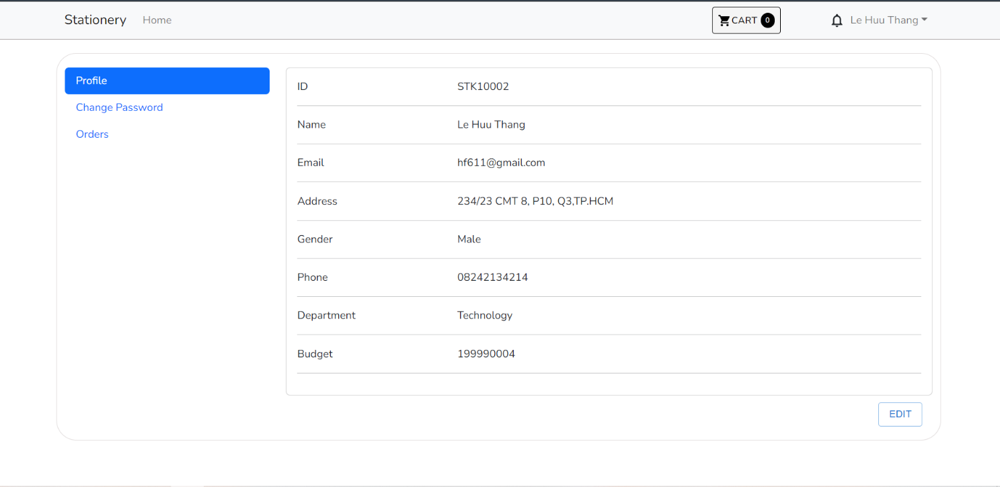 Stationery Home CART 0 Le Huu Thang
Profile
Change Password
Orders
ID STK10002
Name Le Huu Thang
Email hf611@gmail.com
Address 234/23 CMT 8, P10, Q3,TP.HCM
Gender Male
Phone 08242134214
Department Technology
Budget 199990004
EDIT